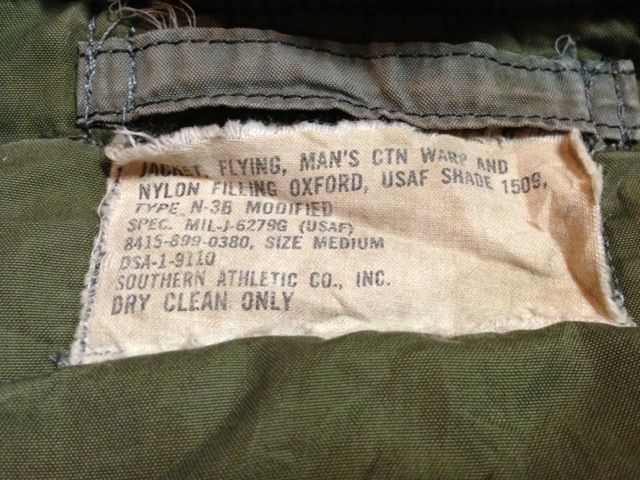 1 JACKET, FLYING, MAN'S CTN WARP AND
NYLON FILLING OXFORD, USAF SHADE 1509,
TYPE N-3B MODIFIED
SPEC. MIL-J-6279G (USAF)
8415-899-0380, SIZE MEDIUM
DSA-1-9110
SOUTHERN ATHLETIC CO., INC.
DRY CLEAN ONLY